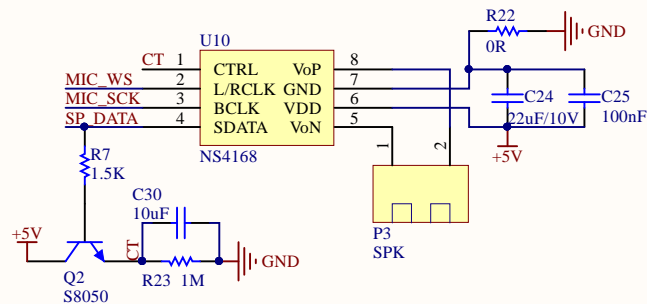 R22
0R
GND
U10
CT 1 CTRL VoP 8
MIC_WS 2 L/RCLK GND 7
MIC_SCK 3 BCLK VDD 6
SP_DATA 4 SDATA VoN 5
NS4168
C24
22uF/10V
C25
100nF
+5V
R7
1.5K
1 2
P3
SPK
C30
10uF
+5V
CT
R23 1M
GND
Q2
S8050